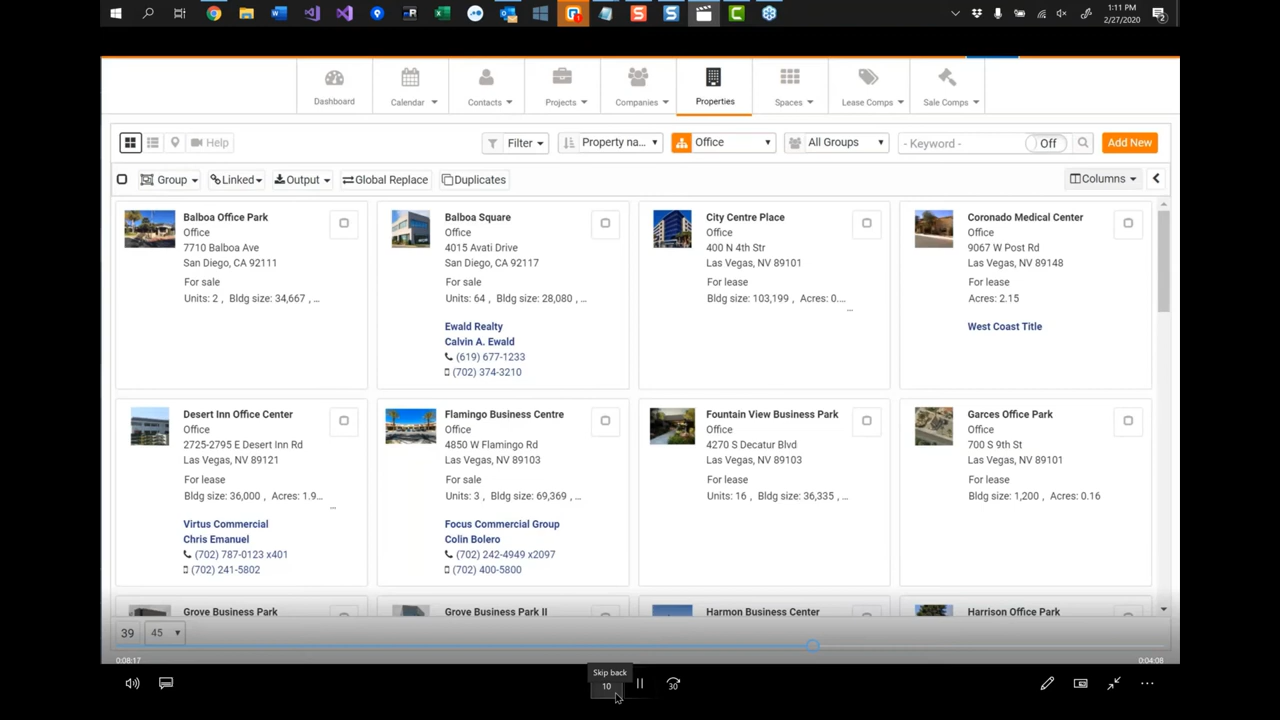 1:11 PM
2/27/2020
Dashboard
Calendar
Contacts
Projects
Companies
Properties
Spaces
Lease Comps
Sale Comps
Help
Filter
Property na...
Office
All Groups
- Keyword -
Off
Add New
Group
Linked
Output
Global Replace
Duplicates
Columns
Balboa Office Park
Office
7710 Balboa Ave
San Diego, CA 92111
For sale
Units: 2 , Bldg size: 34,667 , ...
Balboa Square
Office
4015 Avati Drive
San Diego, CA 92117
For sale
Units: 64 , Bldg size: 28,080 , ...
Ewald Realty
Calvin A. Ewald
(619) 677-1233
(702) 374-3210
City Centre Place
Office
400 N 4th Str
Las Vegas, NV 89101
For lease
Bldg size: 103,199 , Acres: 0....
...
Coronado Medical Center
Office
9067 W Post Rd
Las Vegas, NV 89148
For lease
Acres: 2.15
West Coast Title
Desert Inn Office Center
Office
2725-2795 E Desert Inn Rd
Las Vegas, NV 89121
For lease
Bldg size: 36,000 , Acres: 1.9...
...
Virtus Commercial
Chris Emanuel
(702) 787-0123 x401
(702) 241-5802
Flamingo Business Centre
Office
4850 W Flamingo Rd
Las Vegas, NV 89103
For sale
Units: 3 , Bldg size: 69,369 , ...
Focus Commercial Group
Colin Bolero
(702) 242-4949 x2097
(702) 400-5800
Fountain View Business Park
Office
4270 S Decatur Blvd
Las Vegas, NV 89103
For lease
Units: 16 , Bldg size: 36,335 , ...
Garces Office Park
Office
700 S 9th St
Las Vegas, NV 89101
For lease
Bldg size: 1,200 , Acres: 0.16
Grove Business Park
Grove Business Park II
Harmon Business Center
Harrison Office Park
39
45
0:08:17
0:04:08
Skip back
10
30